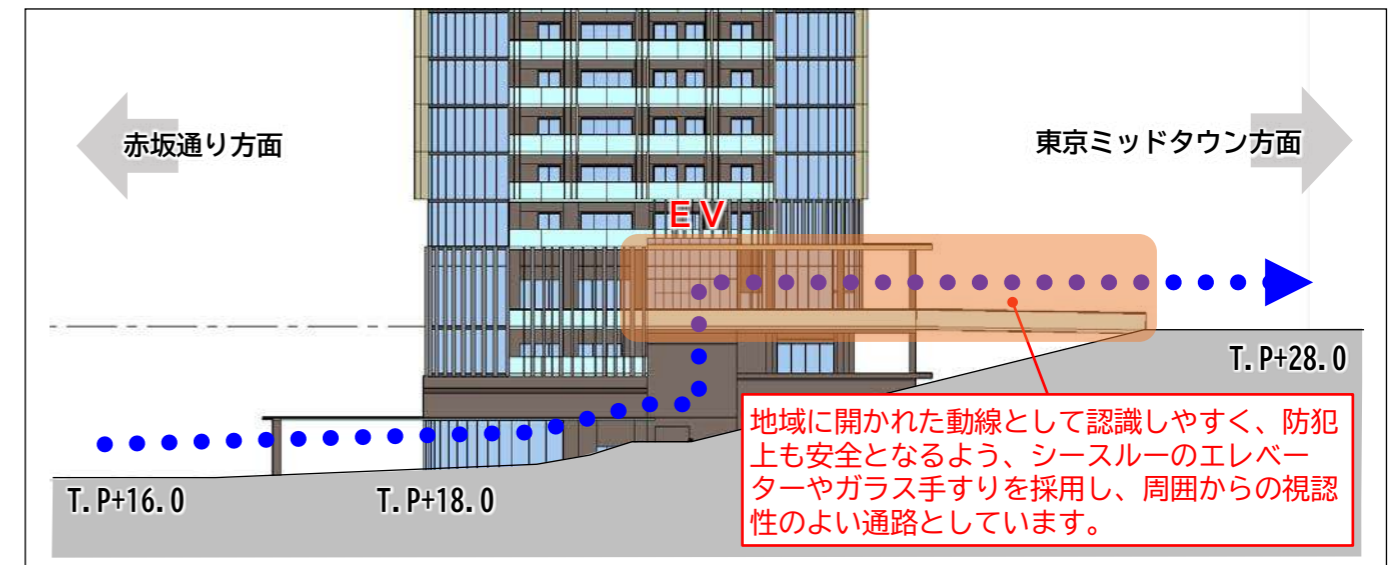 赤坂通り方面
東京ミッドタウン方面
ＥＶ
T.P+28.0
地域に開かれた動線として認識しやすく、防犯
上も安全となるよう、シースルーのエレベー
ターやガラス手すりを採用し、周囲からの視認
性のよい通路としています。
T.P+16.0
T.P+18.0